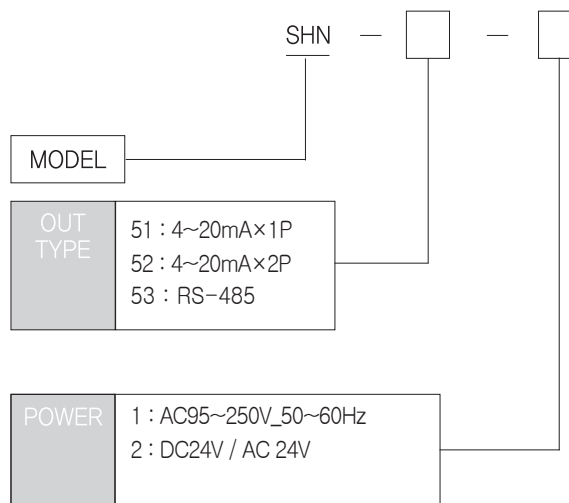 SHN - □ - □
MODEL
OUT
TYPE
51 : 4~20mA×1P
52 : 4~20mA×2P
53 : RS-485
POWER
1 : AC95~250V_50~60Hz
2 : DC24V / AC 24V